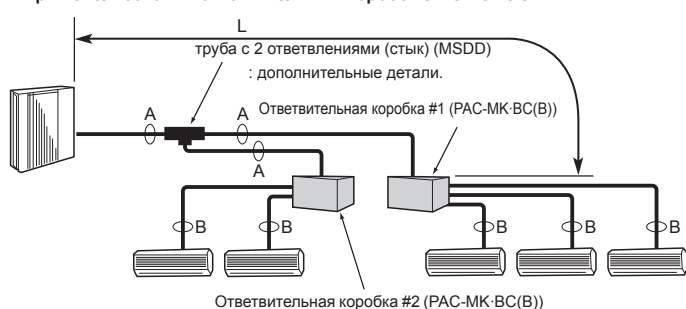 L
труба с 2 ответвлениями (стык) (MSDD)
: дополнительные детали.
A
A
Ответвительная коробка #1 (PAC-MK·BC(B))
A
B
B
B
B
B
Ответвительная коробка #2 (PAC-MK·BC(B))